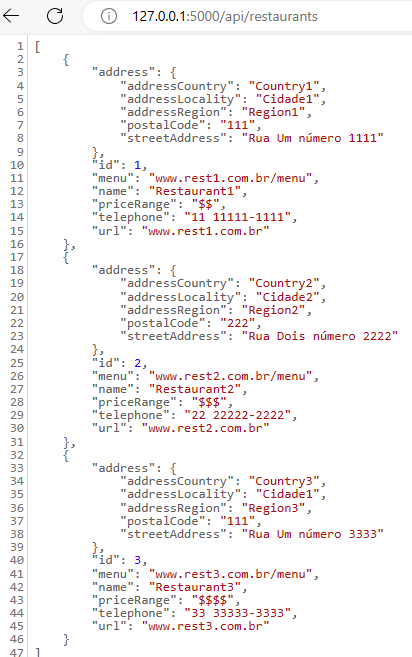 127.0.0.1:5000/api/restaurants
1 [
2     {
3         "address": {
4             "addressCountry": "Country1",
5             "addressLocality": "Cidade1",
6             "addressRegion": "Region1",
7             "postalCode": "111",
8             "streetAddress": "Rua Um número 1111"
9         },
10         "id": 1,
11         "menu": "www.rest1.com.br/menu",
12         "name": "Restaurant1",
13         "priceRange": "$$",
14         "telephone": "11 11111-1111",
15         "url": "www.rest1.com.br"
16     },
17     {
18         "address": {
19             "addressCountry": "Country2",
20             "addressLocality": "Cidade2",
21             "addressRegion": "Region2",
22             "postalCode": "222",
23             "streetAddress": "Rua Dois número 2222"
24         },
25         "id": 2,
26         "menu": "www.rest2.com.br/menu",
27         "name": "Restaurant2",
28         "priceRange": "$$$",
29         "telephone": "22 22222-2222",
30         "url": "www.rest2.com.br"
31     },
32     {
33         "address": {
34             "addressCountry": "Country3",
35             "addressLocality": "Cidade1",
36             "addressRegion": "Region3",
37             "postalCode": "111",
38             "streetAddress": "Rua Um número 3333"
39         },
40         "id": 3,
41         "menu": "www.rest3.com.br/menu",
42         "name": "Restaurant3",
43         "priceRange": "$$$$",
44         "telephone": "33 33333-3333",
45         "url": "www.rest3.com.br"
46     }
47 ]